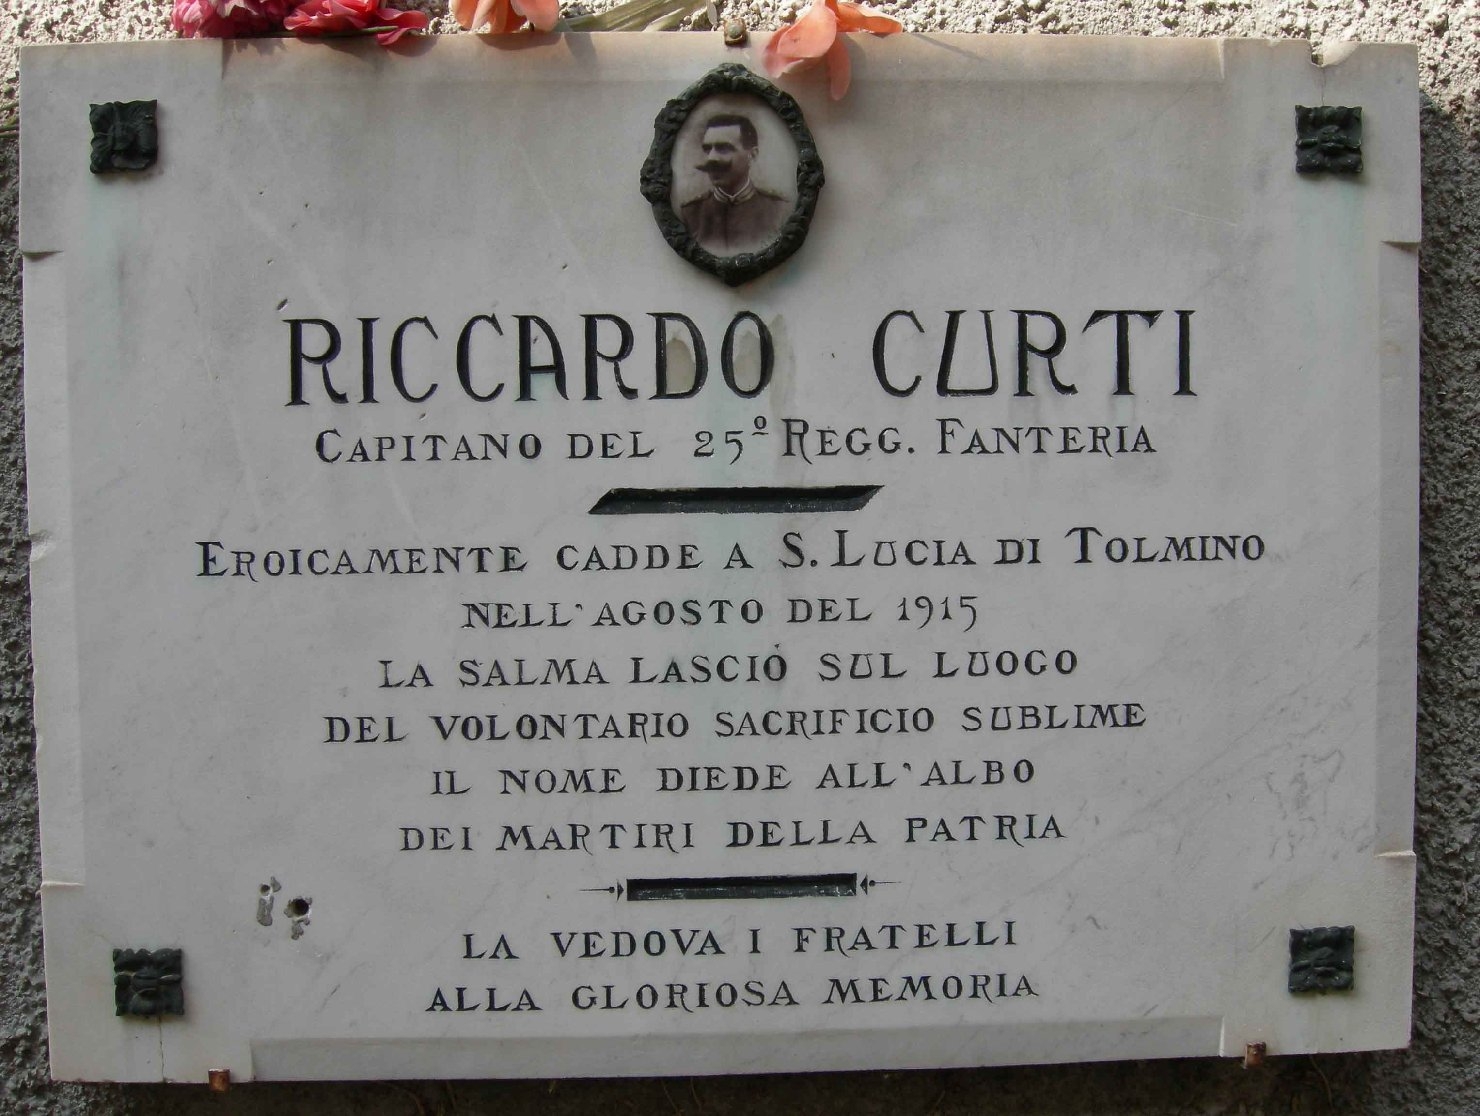 RICCARDO CURTI
CAPITANO DEL 25º REGG. FANTERIA
EROICAMENTE CADDE A S. LUCIA DI TOLMINO
NELL'AGOSTO DEL 1915
LA SALMA LASCIÒ SUL LUOGO
DEL VOLONTARIO SACRIFICIO SUBLIME
IL NOME DIEDE ALL'ALBO
DEI MARTIRI DELLA PATRIA
LA VEDOVA I FRATELLI
ALLA GLORIOSA MEMORIA